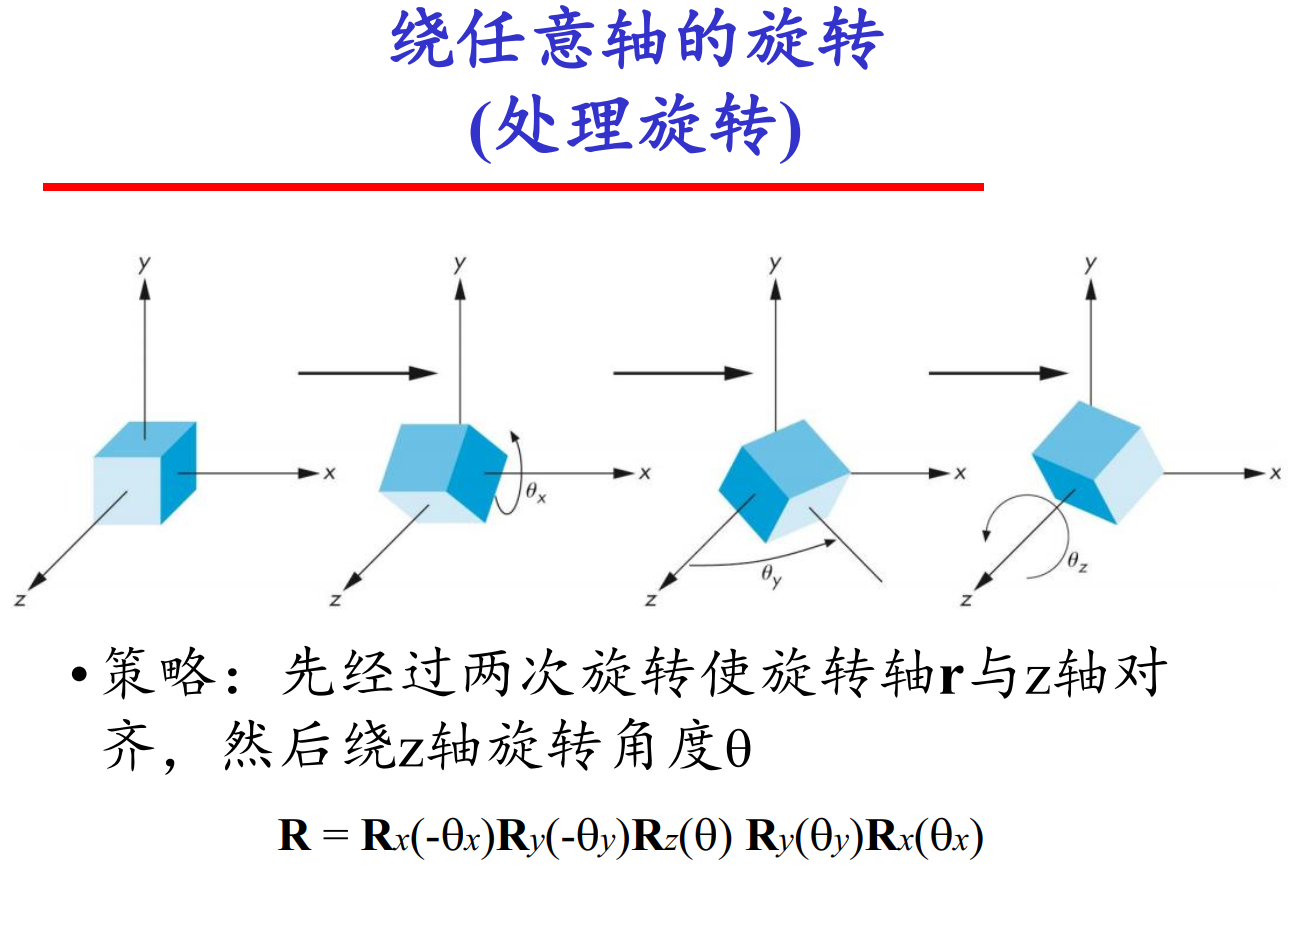 绕任意轴的旋转
(处理旋转)
y
y
y
y
x
x
x
x
θx
θy
θz
z
z
z
z
• 策略：先经过两次旋转使旋转轴r与z轴对
齐，然后绕z轴旋转角度θ
R = Rx(-θx)Ry(-θy)Rz(θ) Ry(θy)Rx(θx)